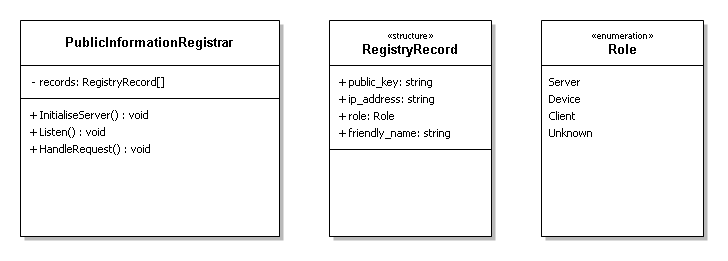 PublicInformationRegistrar
- records: RegistryRecord[]
+ InitialiseServer() : void
+ Listen() : void
+ HandleRequest() : void
«structure»
RegistryRecord
+ public_key: string
+ ip_address: string
+ role: Role
+ friendly_name: string
«enumeration»
Role
Server
Device
Client
Unknown